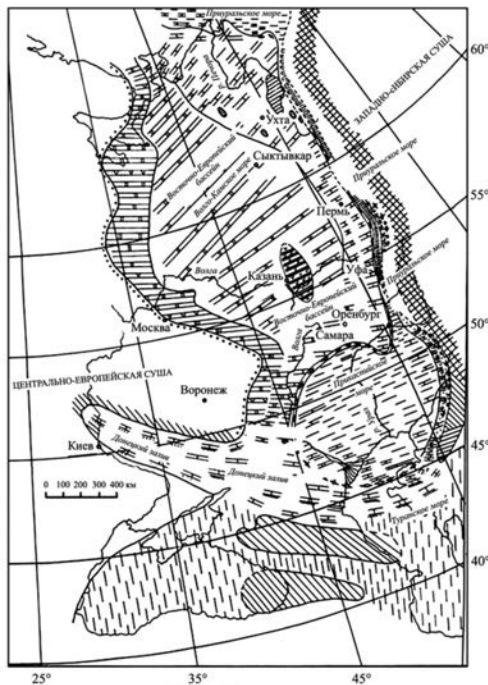 Приуральское море
60°
ЗАПАДНО-СИБИРСКАЯ СУША
р. Печора
Ухта
Сыктывкар
Восточно-Европейский
бассейн
Волго-Камское море
Приуральское море
55°
Пермь
Волга
Казань
Уфа
Приуральское море
Восточно-Европейский
бассейн
Оренбург
50°
Москва
Волга
Самара
ЦЕНТРАЛЬНО-ЕВРОПЕЙСКАЯ СУША
Воронеж
Прикаспийское
море
Урал
Киев
Донецкий залив
Донецкий залив
45°
0 100 200 300 400 км
Туранское море
40°
25°
35°
45°